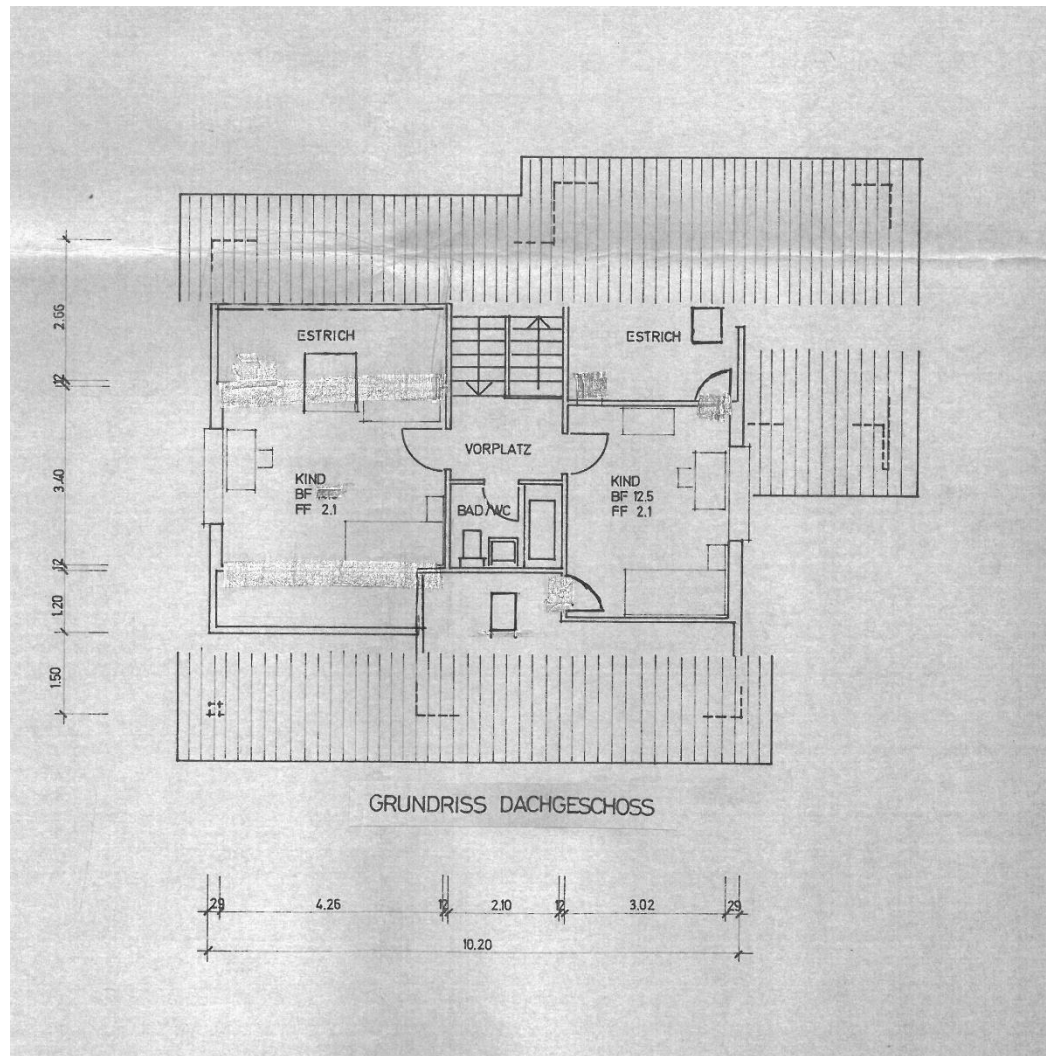 ESTRICH
ESTRICH
VORPLATZ
KIND
BF
FF 2.1
BAD/WC
KIND
BF 12.5
FF 2.1
2.66
12
3.40
12
1.20
1.50
GRUNDRISS DACHGESCHOSS
29 4.26 12 2.10 12 3.02 29
10.20